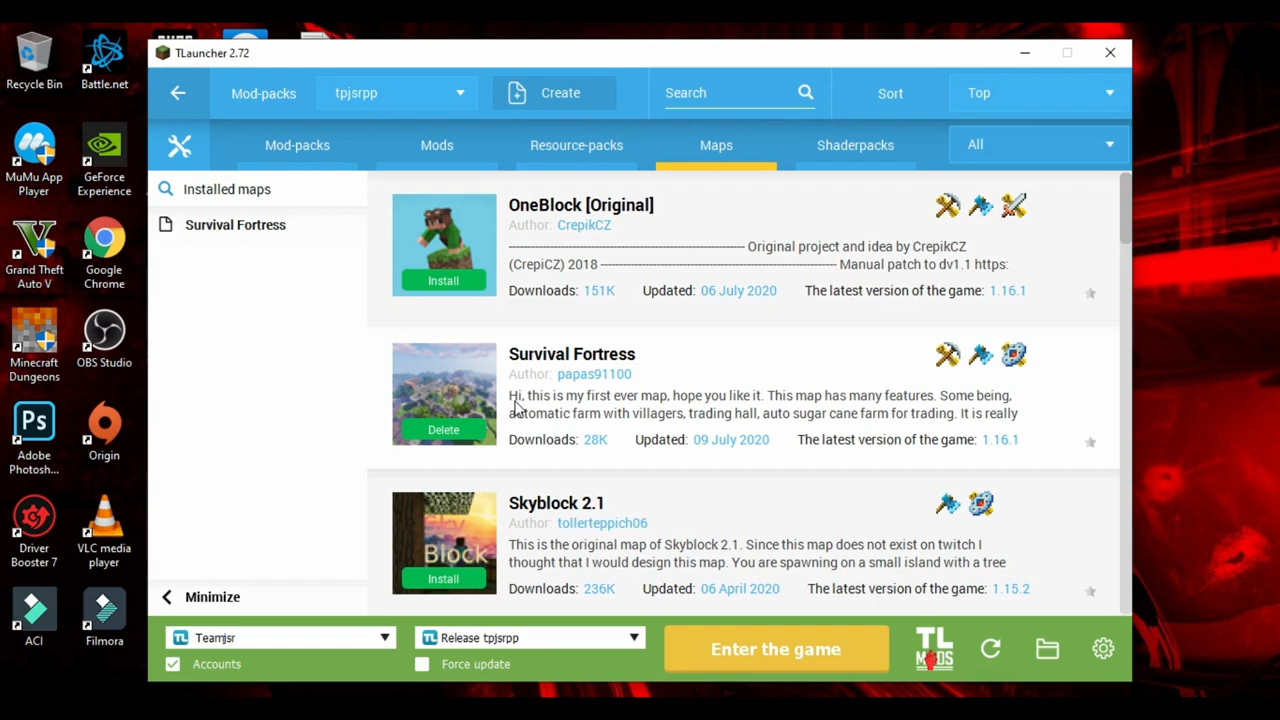 TLauncher 2.72
Mod-packs
tpjsrpp
Create
Search
Sort
Top
Mod-packs
Mods
Resource-packs
Maps
Shaderpacks
All
Installed maps
Survival Fortress
OneBlock [Original]
Author: CrepikCZ
---------------------------------------------------------- Original project and idea by CrepikCZ
(CrepiCZ) 2018 ---------------------------------------------------------- Manual patch to dv1.1 https:
Install
Downloads: 151K Updated: 06 July 2020 The latest version of the game: 1.16.1
Survival Fortress
Author: papas91100
Hi, this is my first ever map, hope you like it. This map has many features. Some being,
automatic farm with villagers, trading hall, auto sugar cane farm for trading. It is really
Delete
Downloads: 28K Updated: 09 July 2020 The latest version of the game: 1.16.1
Skyblock 2.1
Author: tollerteppich06
This is the original map of Skyblock 2.1. Since this map does not exist on twitch I
thought that I would design this map. You are spawning on a small island with a tree
Sky
Block
Install
Downloads: 236K Updated: 06 April 2020 The latest version of the game: 1.15.2
Minimize
Teamjsr
Release tpjsrpp
Enter the game
TL
MODS
Accounts
Force update
Recycle Bin
Battle.net
MuMu App
Player
GeForce
Experience
Grand Theft
Auto V
Google
Chrome
Minecraft
Dungeons
OBS Studio
Ps
Adobe
Photosh...
Origin
Driver
Booster 7
VLC media
player
ACI
Filmora